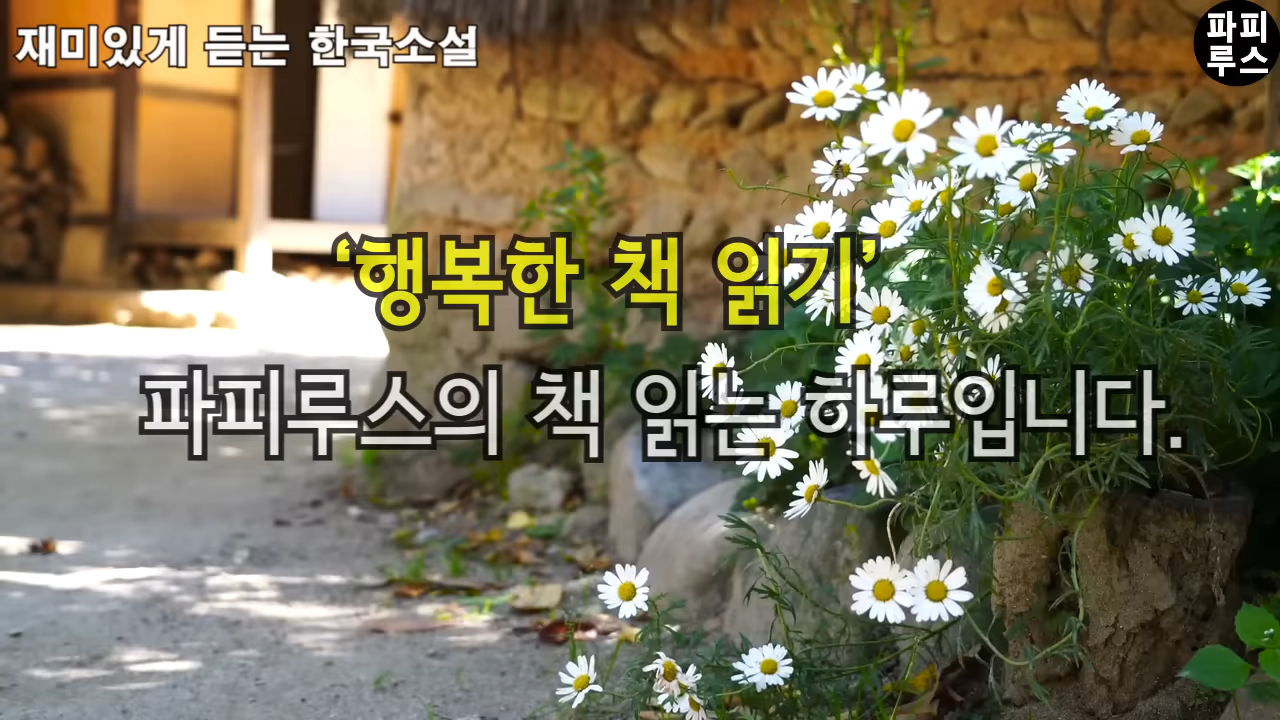 재미있게 듣는 한국소설
파피
루스
‘행복한 책 읽기’
파피루스의 책 읽는 하루입니다.